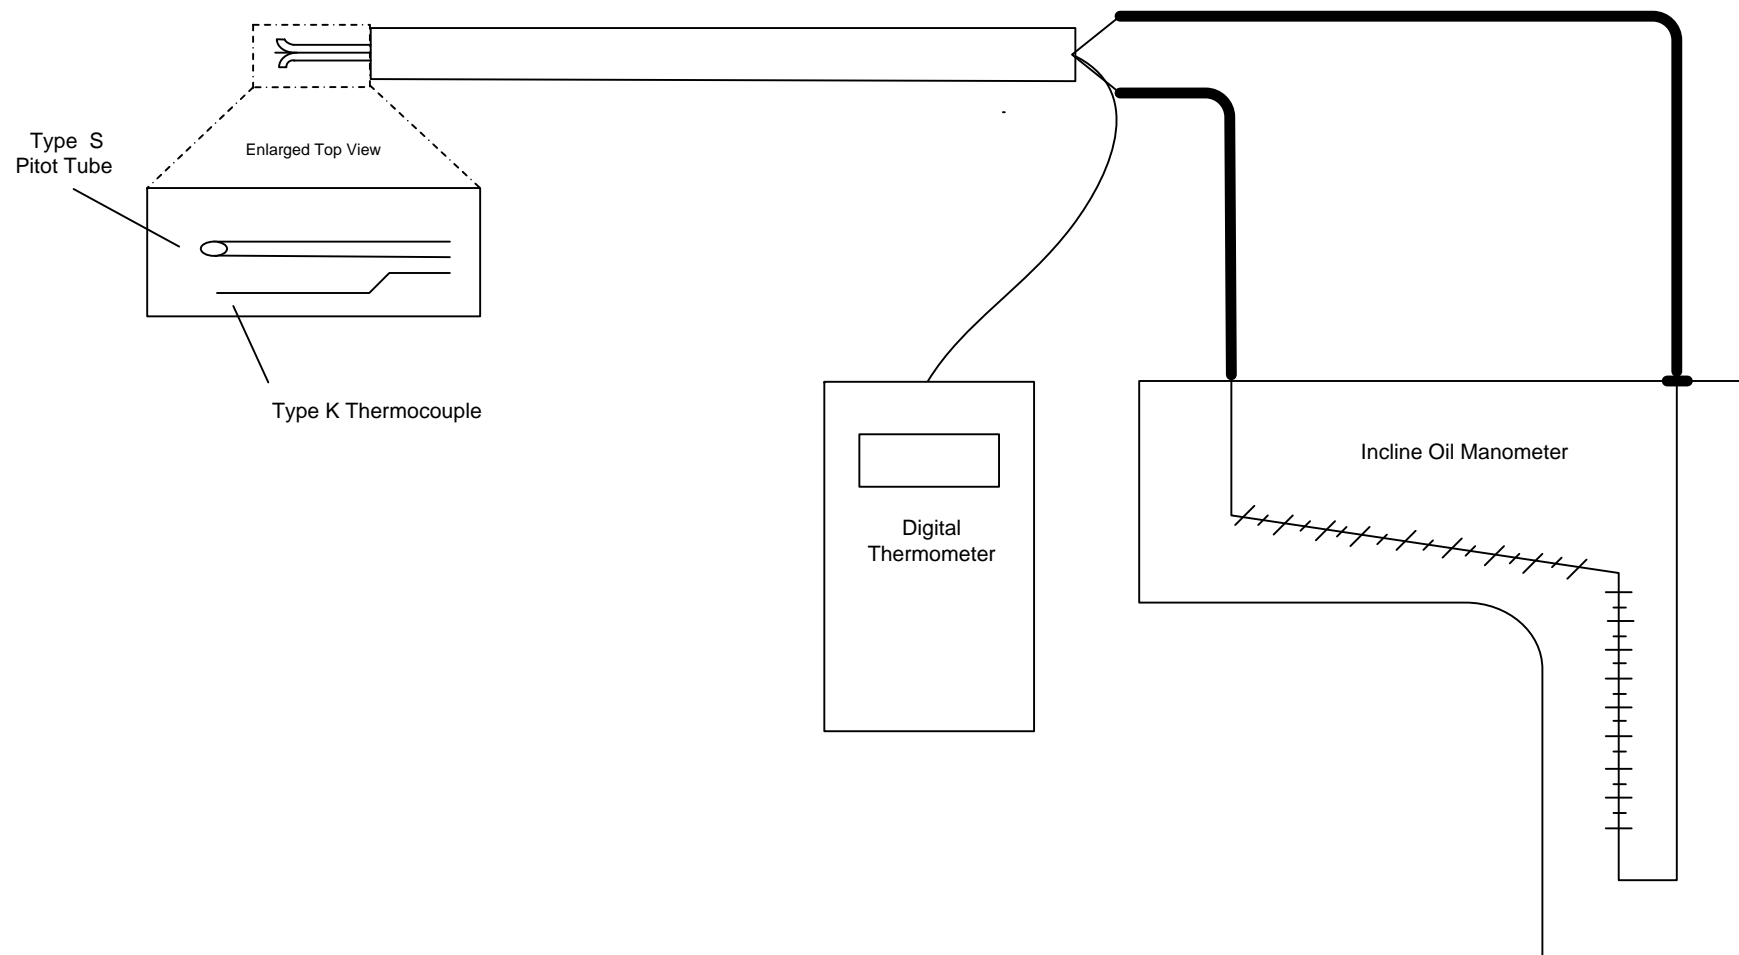 Type S
Pitot Tube
Enlarged Top View
Type K Thermocouple
Digital
Thermometer
Incline Oil Manometer